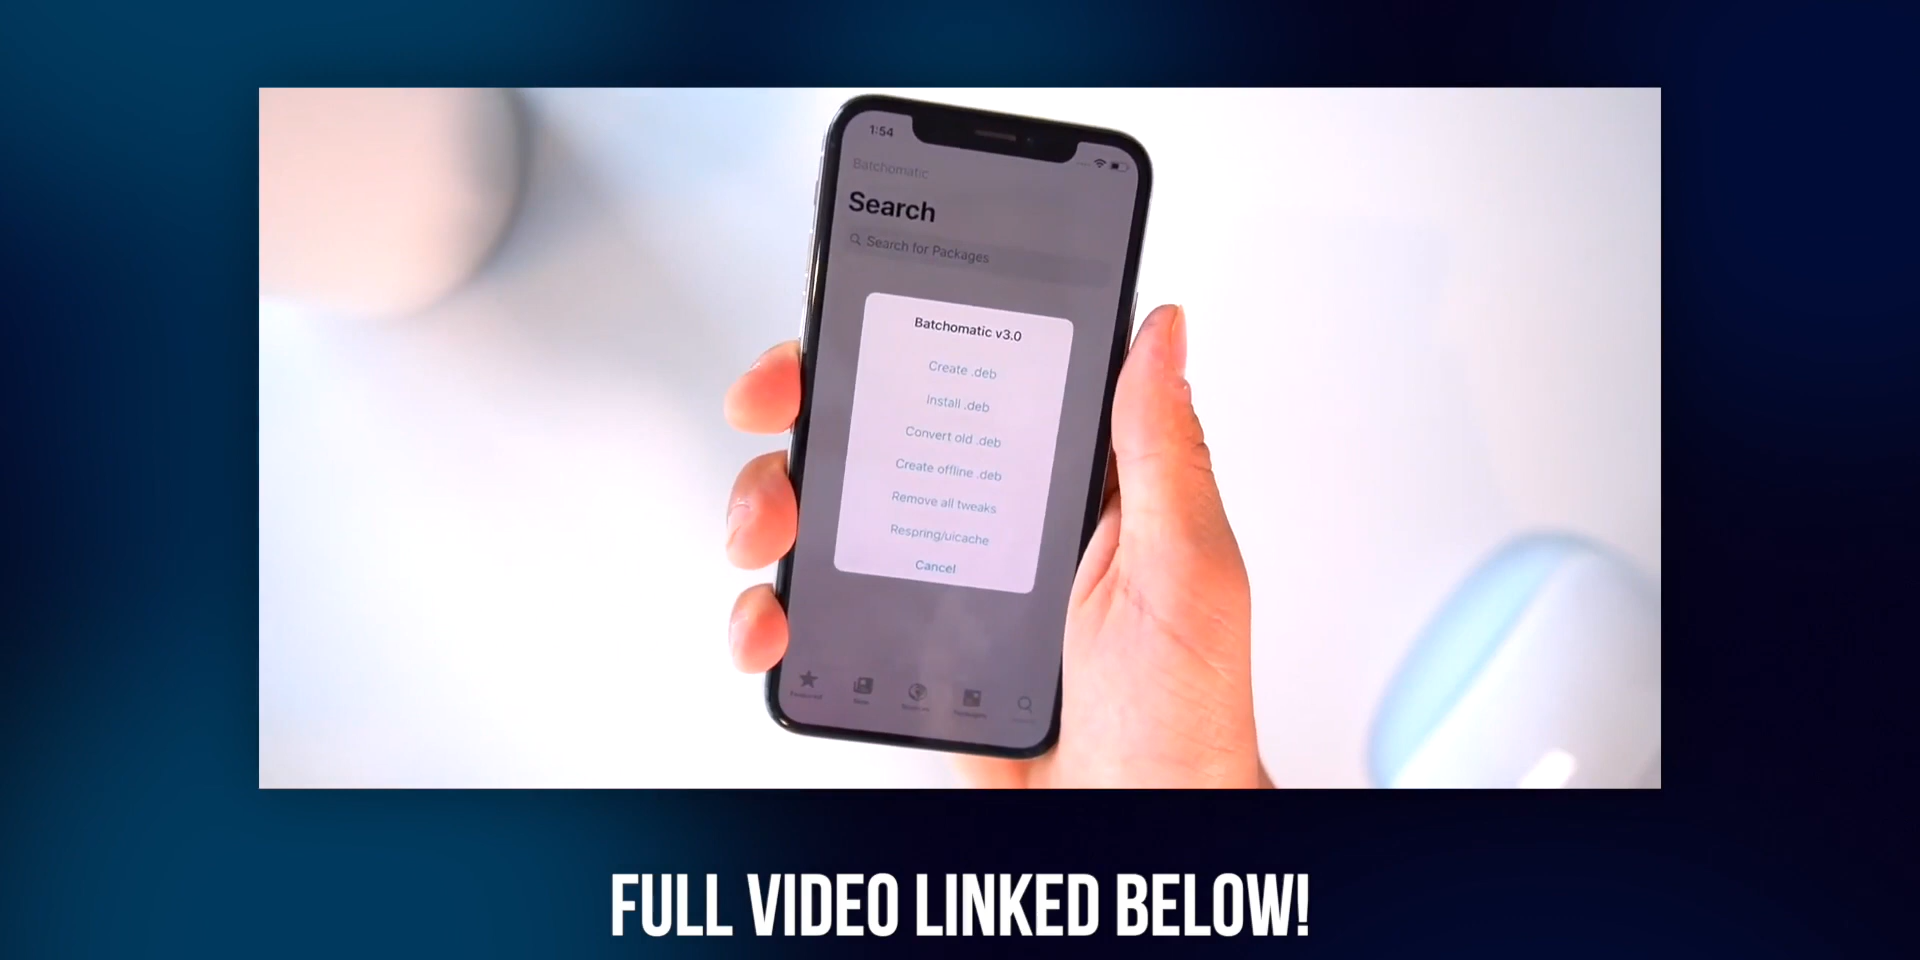 1:54
Batchomatic
Search
Search for Packages
Batchomatic v3.0
Create .deb
Install .deb
Convert old .deb
Create offline .deb
Remove all tweaks
Respring/uicache
Cancel
FULL VIDEO LINKED BELOW!